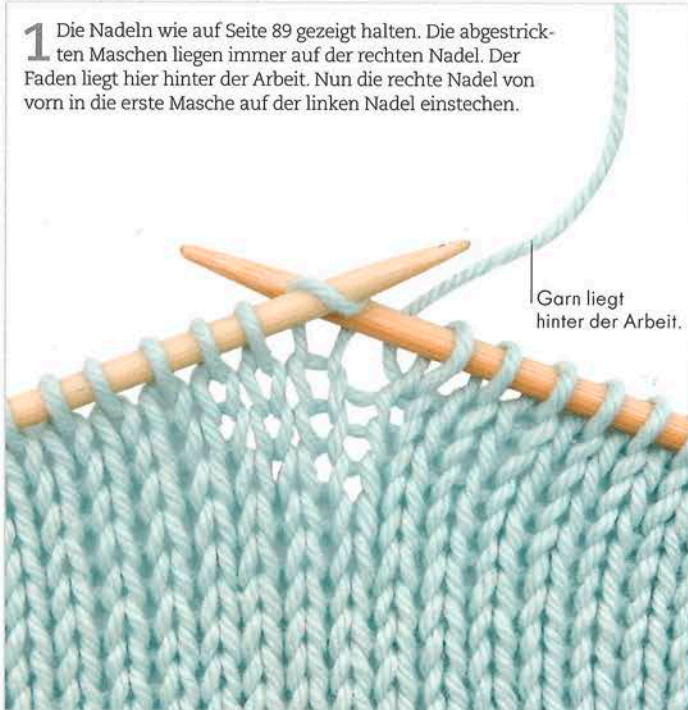 1 Die Nadeln wie auf Seite 89 gezeigt halten. Die abgestrick-
ten Maschen liegen immer auf der rechten Nadel. Der
Faden liegt hier hinter der Arbeit. Nun die rechte Nadel von
vorn in die erste Masche auf der linken Nadel einstechen.
Garn liegt
hinter der Arbeit.